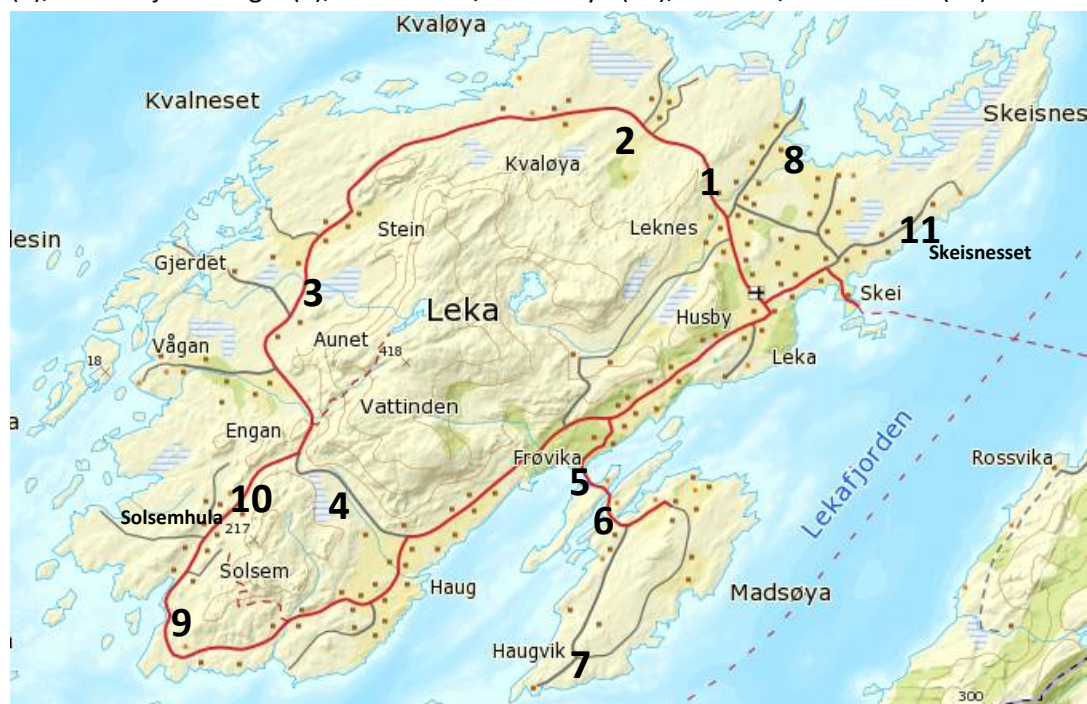 Kvaløya
Kvalneset
Skeisnes
2
Kvaløya
8
1
Stein
Leknes
11
Skeisnesset
Gjerdet
3
Leka
Skei
Husby
Aunet
Vågan
418
18
Leka
Vattinden
Engan
Lekafjorden
Frøvika
Rossvika
5
10
4
Solsemhula
217
6
Solsem
Haug
Madsøya
9
Haugvik
7
300